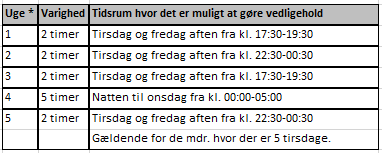 Uge * Varighed Tidsrum hvor det er muligt at gøre vedligehold
1 2 timer Tirsdag og fredag aften fra kl. 17:30-19:30
2 2 timer Tirsdag og fredag aften fra kl. 22:30-00:30
3 2 timer Tirsdag og fredag aften fra kl. 17:30-19:30
4 5 timer Natten til onsdag fra kl. 00:00-05:00
5 2 timer Tirsdag og fredag aften fra kl. 22:30-00:30
Gældende for de mdr. hvor der er 5 tirsdage.